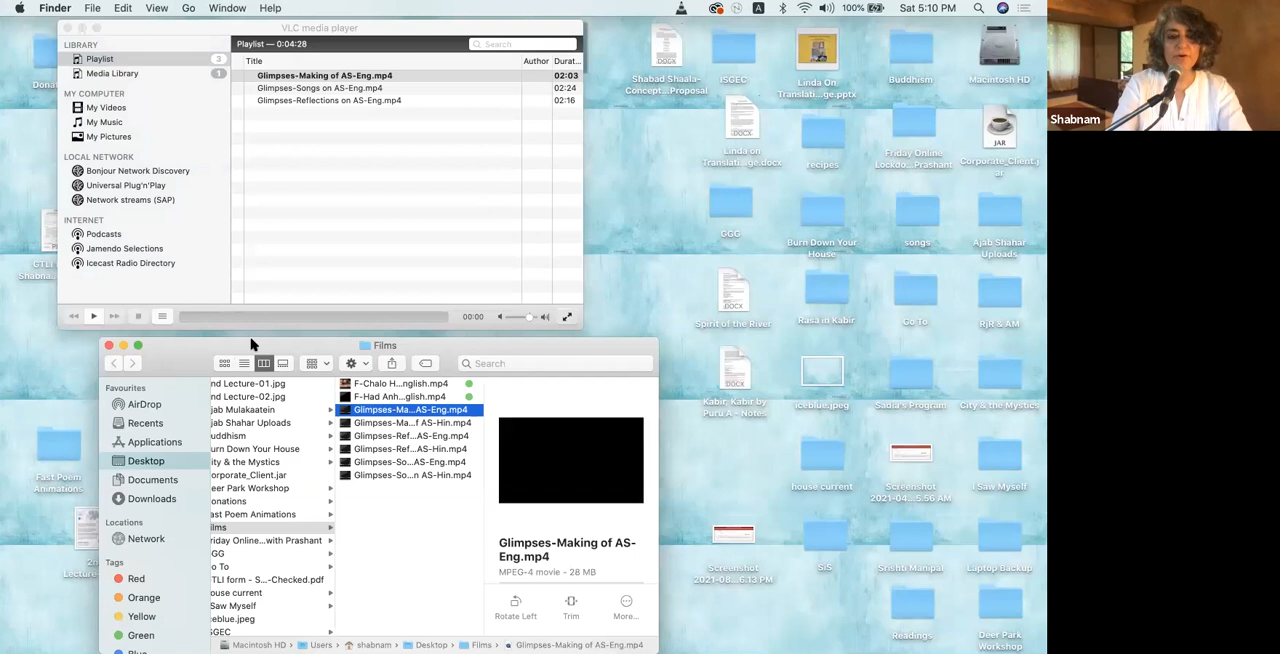 Finder File Edit View Go Window Help
100% Sat 5:10 PM
VLC media player
LIBRARY
Playlist 3
Media Library 1
MY COMPUTER
My Videos
My Music
My Pictures
LOCAL NETWORK
Bonjour Network Discovery
Universal Plug'n'Play
Network streams (SAP)
INTERNET
Podcasts
Jamendo Selections
Icecast Radio Directory
Playlist — 0:04:28 Search
Title Author Durat...
Glimpses-Making of AS-Eng.mp4 02:03
Glimpses-Songs on AS-Eng.mp4 02:24
Glimpses-Reflections on AS-Eng.mp4 02:16
00:00
Films
Search
Favourites
AirDrop
Recents
Applications
Desktop
Documents
Downloads
Locations
Network
Tags
Red
Orange
Yellow
Green
nd Lecture-01.jpg
nd Lecture-02.jpg
jab Mulakaatein
jab Shahar Uploads
uddhism
urn Down Your House
ity & the Mystics
orporate_Client.jar
eer Park Workshop
onations
ast Poem Animations
ilms
riday Online...with Prashant
GG
o To
TLI form - S...-Checked.pdf
ouse current
Saw Myself
eblue.jpeg
GEC
F-Chalo H...nglish.mp4
F-Had Anh...glish.mp4
Glimpses-Ma...AS-Eng.mp4
Glimpses-Ma...f AS-Hin.mp4
Glimpses-Ref...AS-Eng.mp4
Glimpses-Ref...AS-Hin.mp4
Glimpses-So...AS-Eng.mp4
Glimpses-So...n AS-Hin.mp4
Glimpses-Making of AS-
Eng.mp4
MPEG-4 movie - 28 MB
Rotate Left Trim More...
Macintosh HD Users shabnam Desktop Films Glimpses-Making of AS-Eng.mp4
Shabad Shaala-
Concept...Proposal
iSGEC
Linda On
Translati...ge.pptx
Buddhism
Macintosh HD
DOCX
Linda on
Translati...ge.docx
recipes
Friday Online
Lockdo...Prashant
JAR
Corporate_Client.j
ar
GGC
Burn Down Your
House
songs
Ajab Shahar
Uploads
DOCX
Spirit of the River
Rasa in Kabir
Go To
RjR & AM
DOCX
Kabir, Kabir by
Puru A - Notes
iceblue.jpeg
Sadia's Program
City & the Mystics
Fast Poem
Animations
house current
Screenshot
2021-04...5.56 AM
I Saw Myself
Screenshot
2021-08...6.13 PM
SiS
Srishti Manipal
Laptop Backup
Readings
Deer Park
Workshop
Shabnam